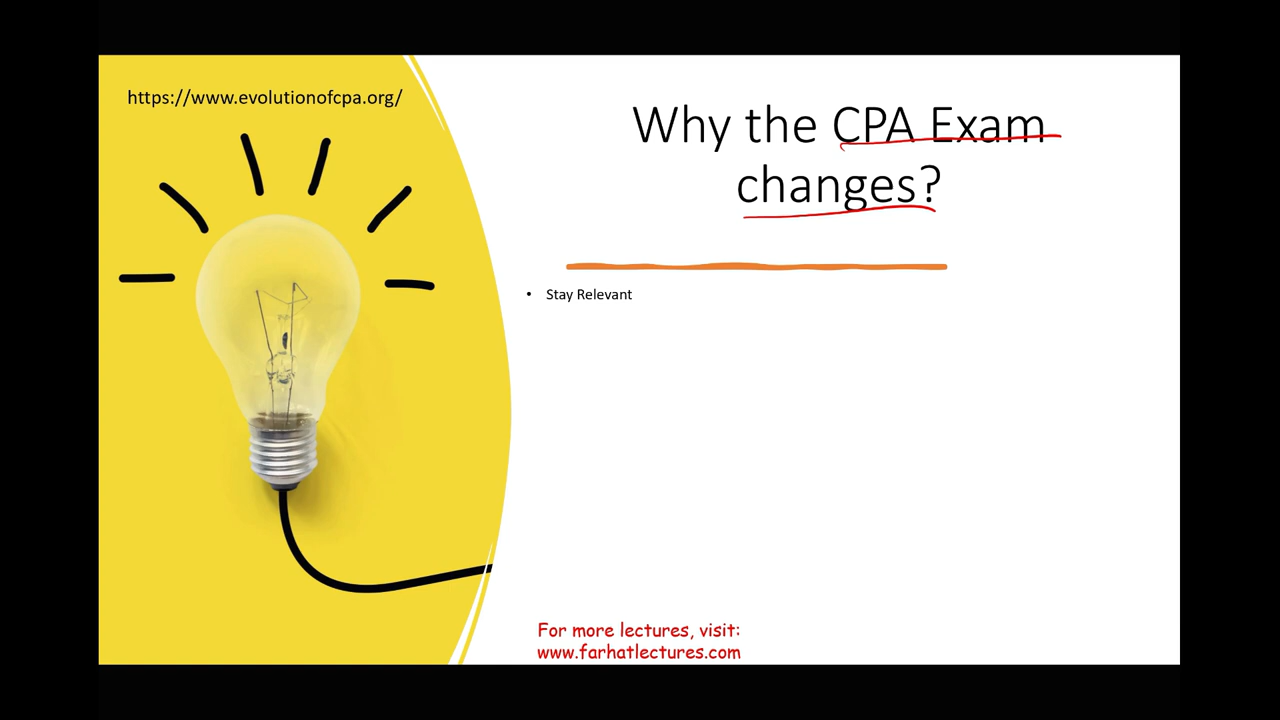 https://www.evolutionofcpa.org/
Why the CPA Exam
changes?
• Stay Relevant
For more lectures, visit:
www.farhatlectures.com